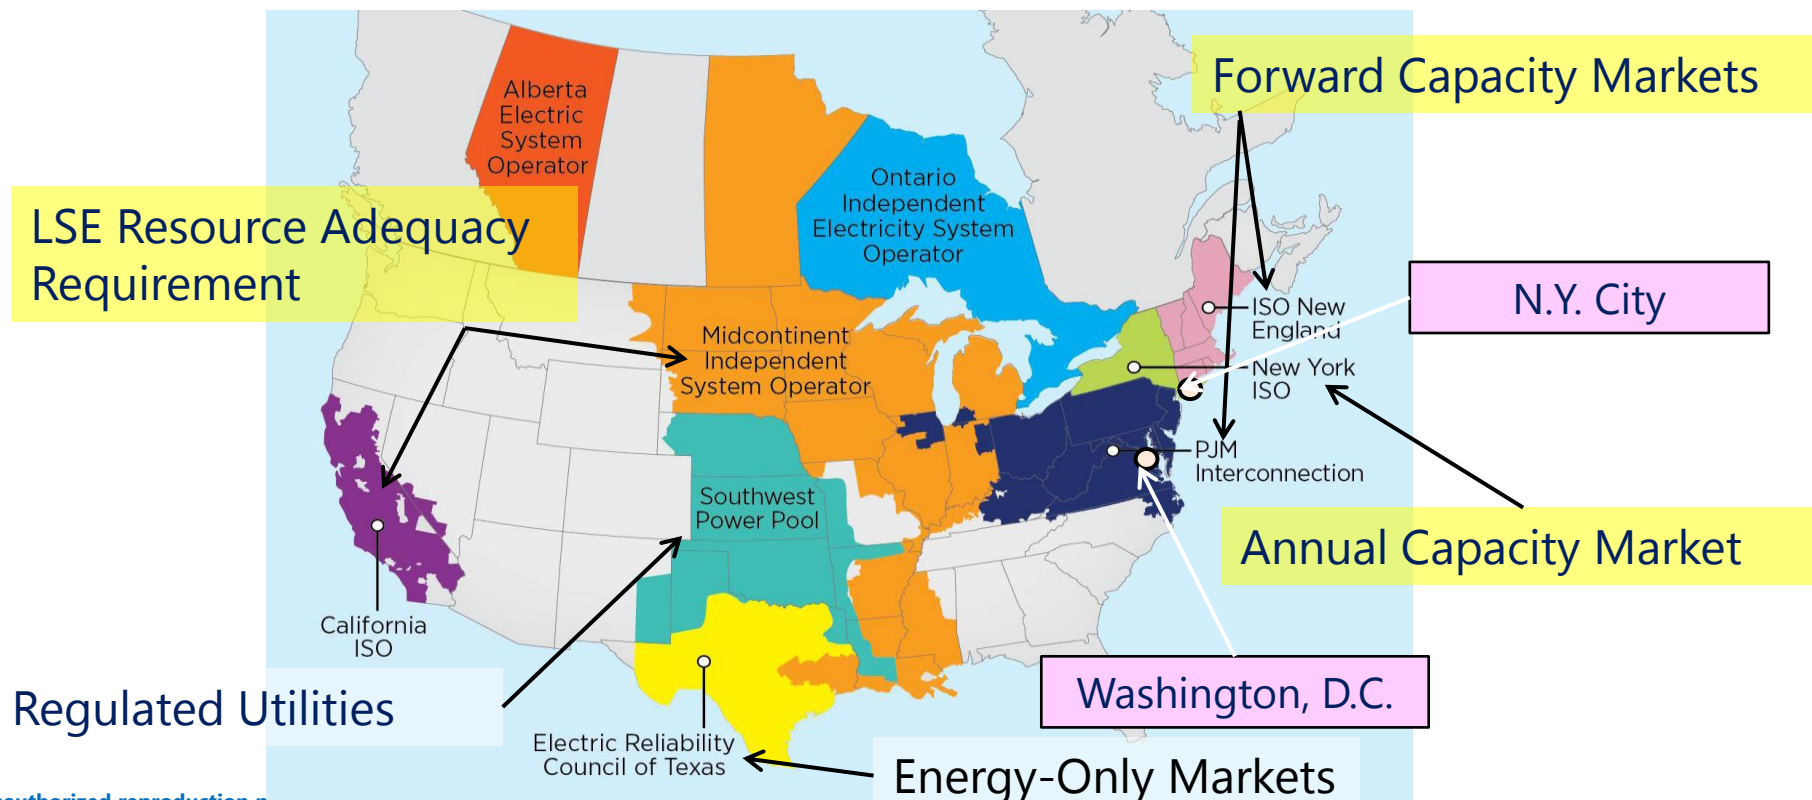 Forward Capacity Markets
Alberta
Electric
System
Operator
Ontario
Independent
Electricity System
Operator
LSE Resource Adequacy
Requirement
N.Y. City
ISO New
England
Midcontinent
Independent
System Operator
New York
ISO
PJM
Interconnection
Southwest
Power Pool
Annual Capacity Market
California
ISO
Washington, D.C.
Regulated Utilities
Electric Reliability
Council of Texas
Energy-Only Markets
reproduction